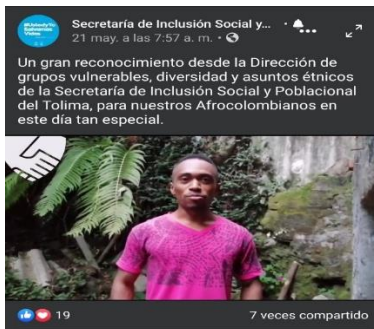 Secretaría de Inclusión Social y... ·
21 may. a las 7:57 a. m. ·
Un gran reconocimiento desde la Dirección de
grupos vulnerables, diversidad y asuntos étnicos
de la Secretaría de Inclusión Social y Poblacional
del Tolima, para nuestros Afrocolombianos en
este día tan especial.
19
7 veces compartido